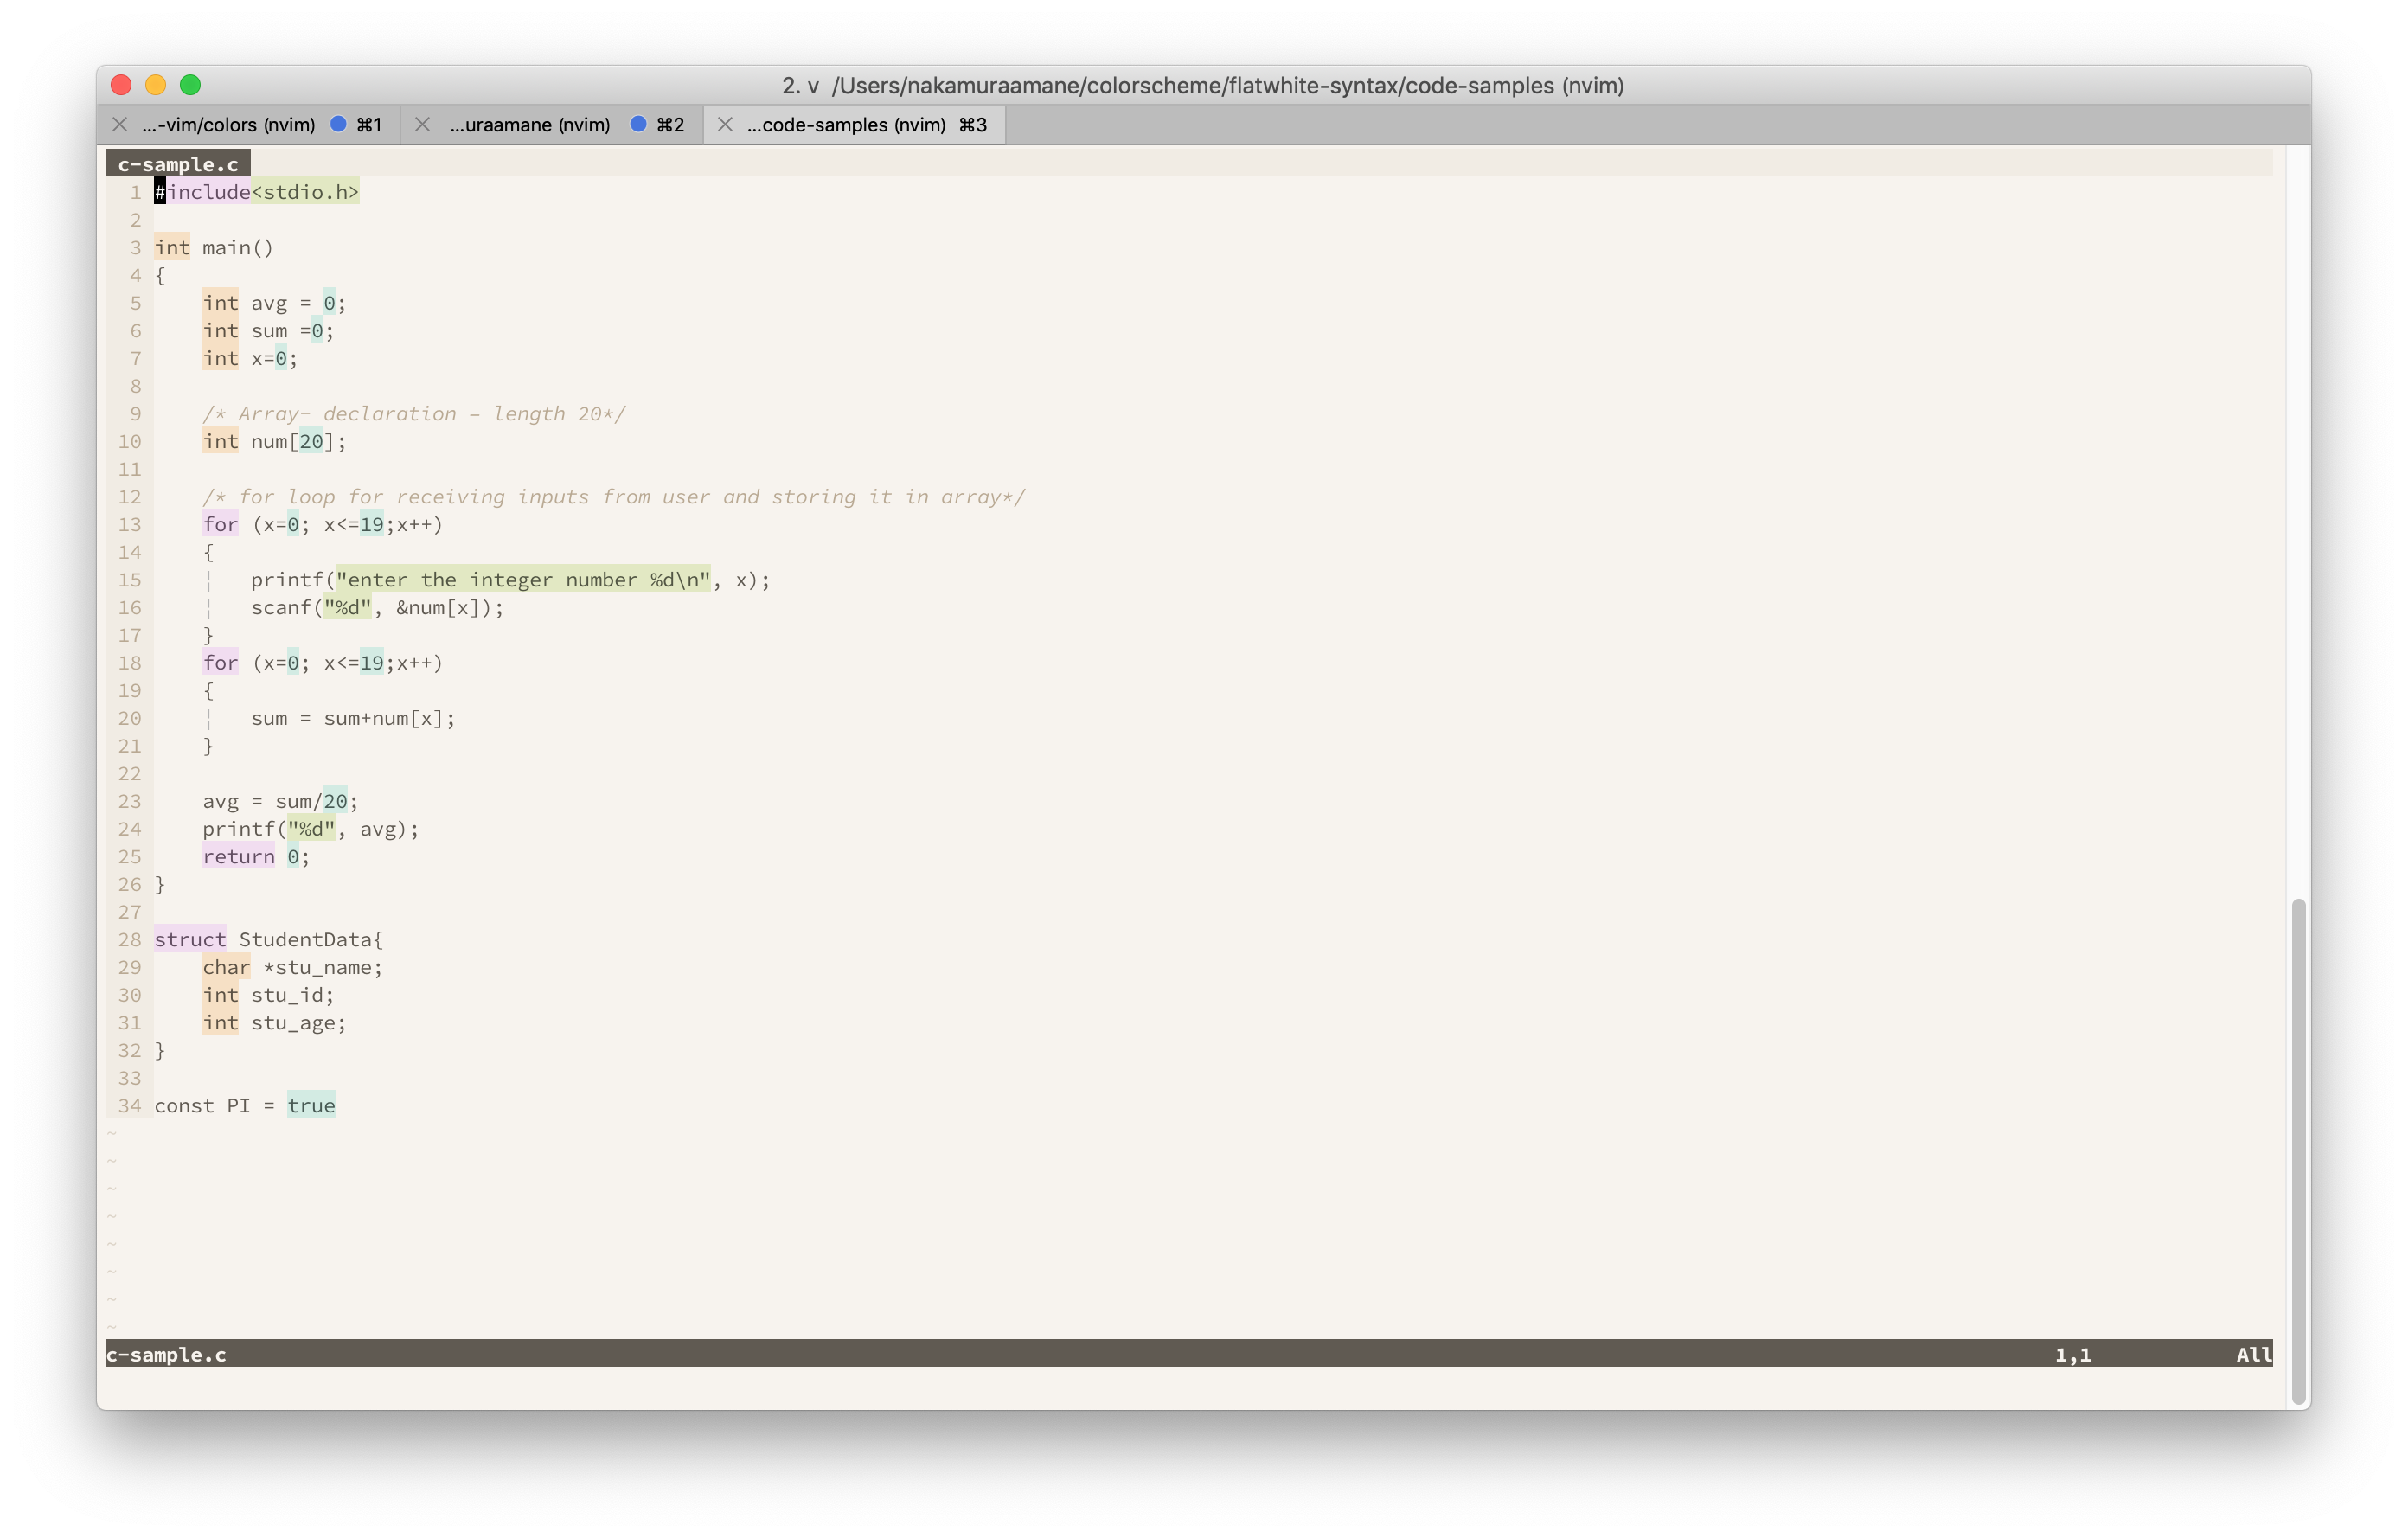 2. v /Users/nakamuraamane/colorscheme/flatwhite-syntax/code-samples (nvim)
...-vim/colors (nvim) ⌘1 ...uraamane (nvim) ⌘2 ...code-samples (nvim) ⌘3
c-sample.c
1 #include<stdio.h>
2
3 int main()
4 {
5     int avg = 0;
6     int sum =0;
7     int x=0;
8
9     /* Array- declaration – length 20*/
10     int num[20];
11
12     /* for loop for receiving inputs from user and storing it in array*/
13     for (x=0; x<=19;x++)
14     {
15     ¦   printf("enter the integer number %d\n", x);
16     ¦   scanf("%d", &num[x]);
17     }
18     for (x=0; x<=19;x++)
19     {
20     ¦   sum = sum+num[x];
21     }
22
23     avg = sum/20;
24     printf("%d", avg);
25     return 0;
26 }
27
28 struct StudentData{
29     char *stu_name;
30     int stu_id;
31     int stu_age;
32 }
33
34 const PI = true
~
~
~
~
~
~
~
~
c-sample.c 1,1 All